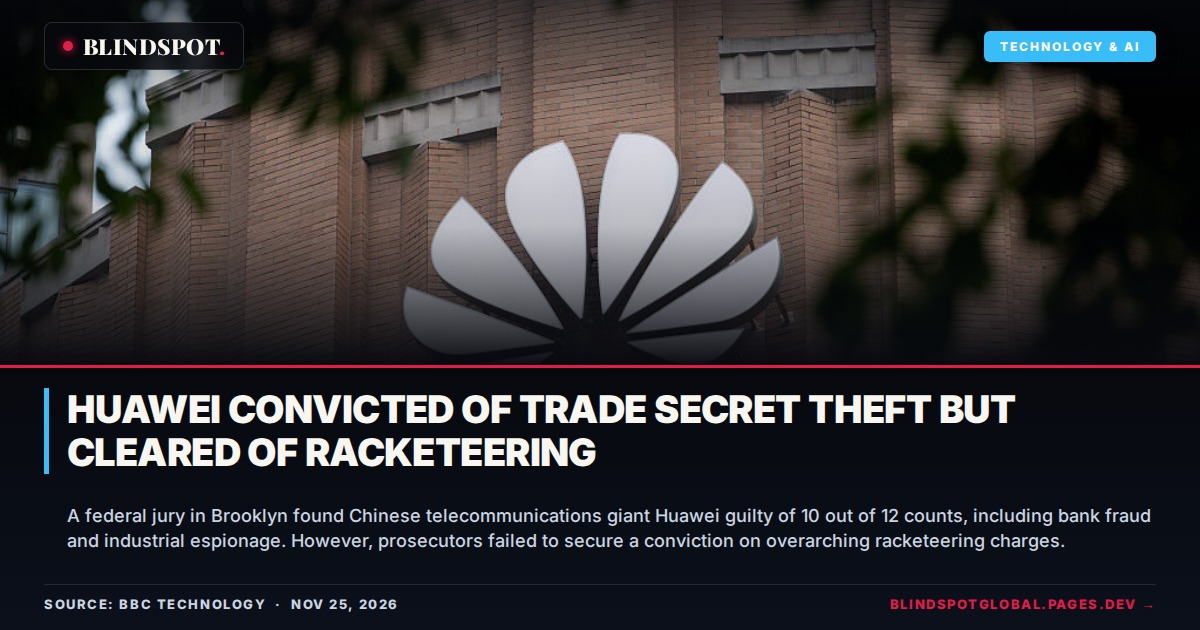 BLINDSPOT.
TECHNOLOGY & AI
HUAWEI CONVICTED OF TRADE SECRET THEFT BUT
CLEARED OF RACKETEERING
A federal jury in Brooklyn found Chinese telecommunications giant Huawei guilty of 10 out of 12 counts, including bank fraud
and industrial espionage. However, prosecutors failed to secure a conviction on overarching racketeering charges.
SOURCE: BBC TECHNOLOGY · NOV 25, 2026
BLINDSPOTGLOBAL.PAGES.DEV →